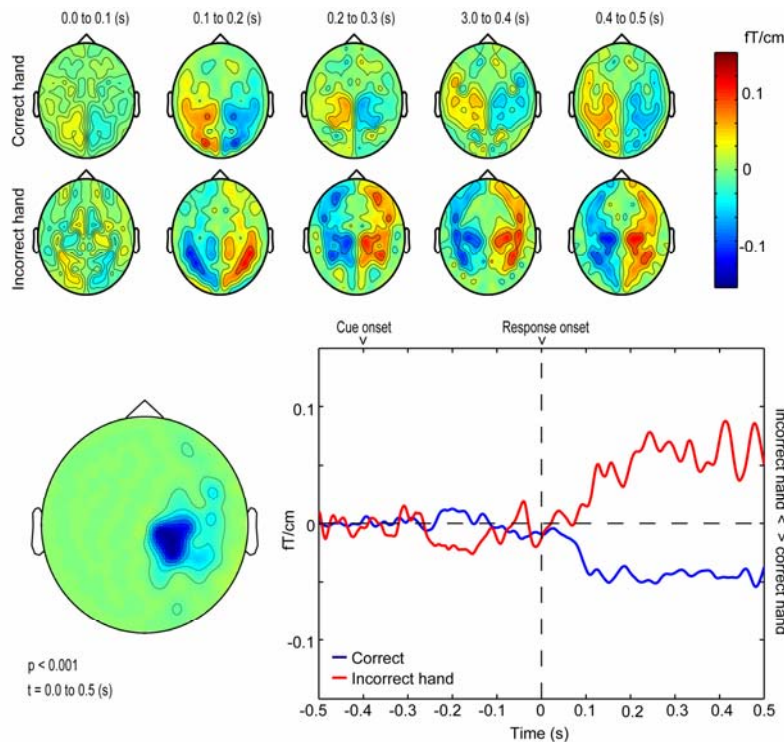 0.0 to 0.1 (s) 0.1 to 0.2 (s) 0.2 to 0.3 (s) 3.0 to 0.4 (s) 0.4 to 0.5 (s)
fT/cm
Correct hand
0.1
0
-0.1
Incorrect hand
Cue onset
Response onset
0.1
0
-0.1
fT/cm
Incorrect hand < > correct hand
Correct
Incorrect hand
-0.5 -0.4 -0.3 -0.2 -0.1 0 0.1 0.2 0.3 0.4 0.5
Time (s)
p < 0.001
t = 0.0 to 0.5 (s)